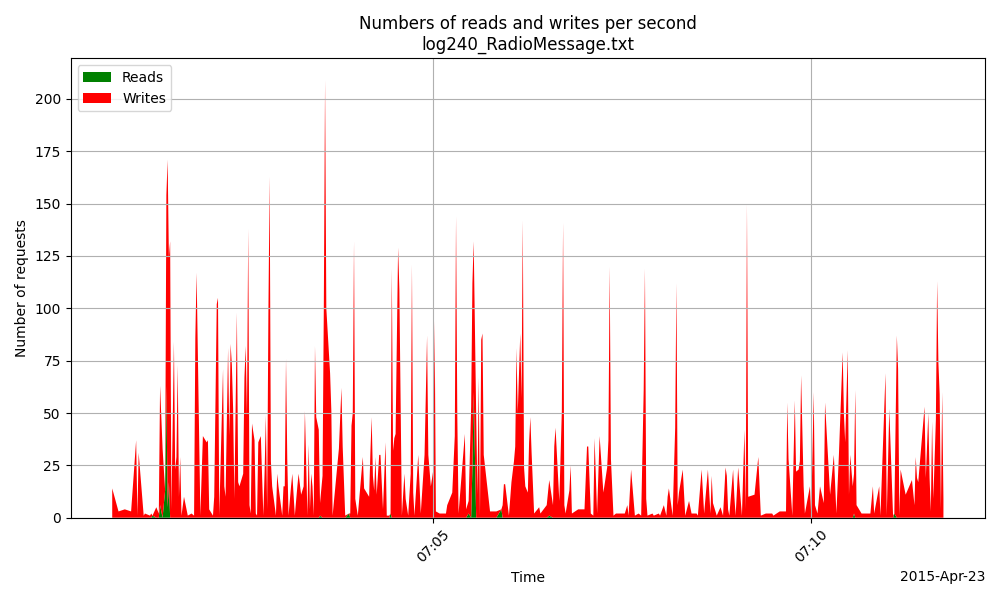 Numbers of reads and writes per second
log240_RadioMessage.txt
Reads
Writes
200
175
150
125
100
75
50
25
0
Number of requests
07:05
07:10
Time
2015-Apr-23